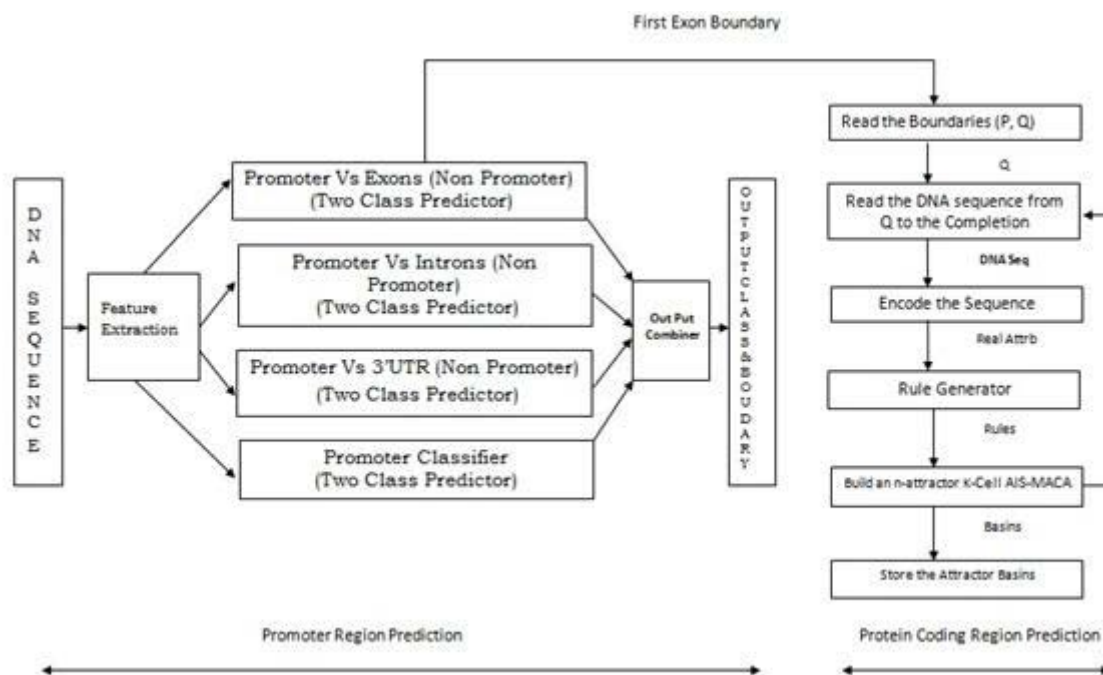 First Exon Boundary
DNA SEQUENCE
Feature
Extraction
Promoter Vs Exons (Non Promoter)
(Two Class Predictor)
Promoter Vs Introns (Non
Promoter)
(Two Class Predictor)
Promoter Vs 3'UTR (Non Promoter)
(Two Class Predictor)
Promoter Classifier
(Two Class Predictor)
Out Put
Combiner
OUTPUTCLASS&BOUDARY
Read the Boundaries (P, Q)
Q
Read the DNA sequence from
Q to the Completion
DNA Seq
Encode the Sequence
Real Attrb
Rule Generator
Rules
Build an n-attractor K-Cell AIS-MACA
Basins
Store the Attractor Basins
Promoter Region Prediction
Protein Coding Region Prediction